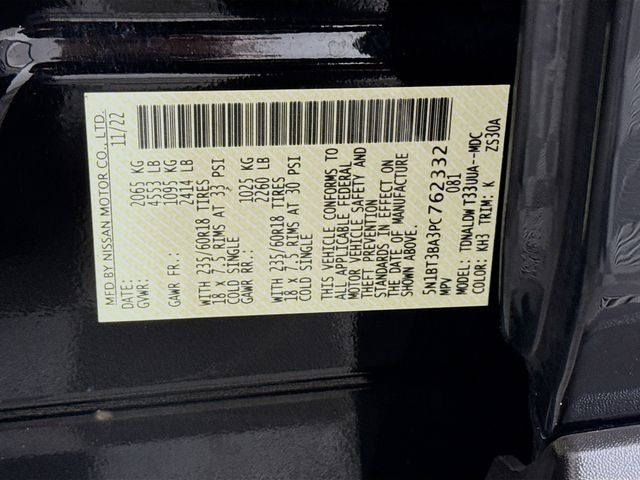 MFD BY NISSAN MOTOR CO., LTD.
DATE: 11/22
GVWR: 2065 KG
4553 LB
GAWR FR.: 1095 KG
2414 LB
WITH 235/60R18 TIRES
18 X 7.5 RIMS AT 33 PSI
COLD SINGLE
GAWR RR.: 1025 KG
2260 LB
WITH 235/60R18 TIRES
18 X 7.5 RIMS AT 30 PSI
COLD SINGLE
THIS VEHICLE CONFORMS TO
ALL APPLICABLE FEDERAL
MOTOR VEHICLE SAFETY AND
THEFT PREVENTION
STANDARDS IN EFFECT ON
THE DATE OF MANUFACTURE
SHOWN ABOVE.
5N1BT3BA3PC762332
MPV 081
MODEL: TDNALDW T33UUA--MDC
COLOR: KH3 TRIM: K ZS30A